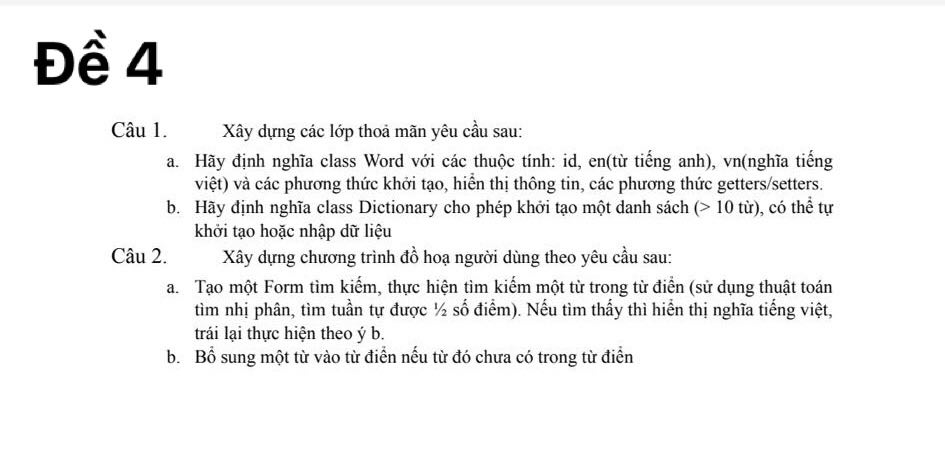 Đề 4
Câu 1. Xây dựng các lớp thoả mãn yêu cầu sau:
a. Hãy định nghĩa class Word với các thuộc tính: id, en(từ tiếng anh), vn(nghĩa tiếng
việt) và các phương thức khởi tạo, hiển thị thông tin, các phương thức getters/setters.
b. Hãy định nghĩa class Dictionary cho phép khởi tạo một danh sách (> 10 từ), có thể tự
khởi tạo hoặc nhập dữ liệu
Câu 2. Xây dựng chương trình đồ hoạ người dùng theo yêu cầu sau:
a. Tạo một Form tìm kiếm, thực hiện tìm kiếm một từ trong từ điển (sử dụng thuật toán
tìm nhị phân, tìm tuần tự được ½ số điểm). Nếu tìm thấy thì hiển thị nghĩa tiếng việt,
trái lại thực hiện theo ý b.
b. Bổ sung một từ vào từ điển nếu từ đó chưa có trong từ điển